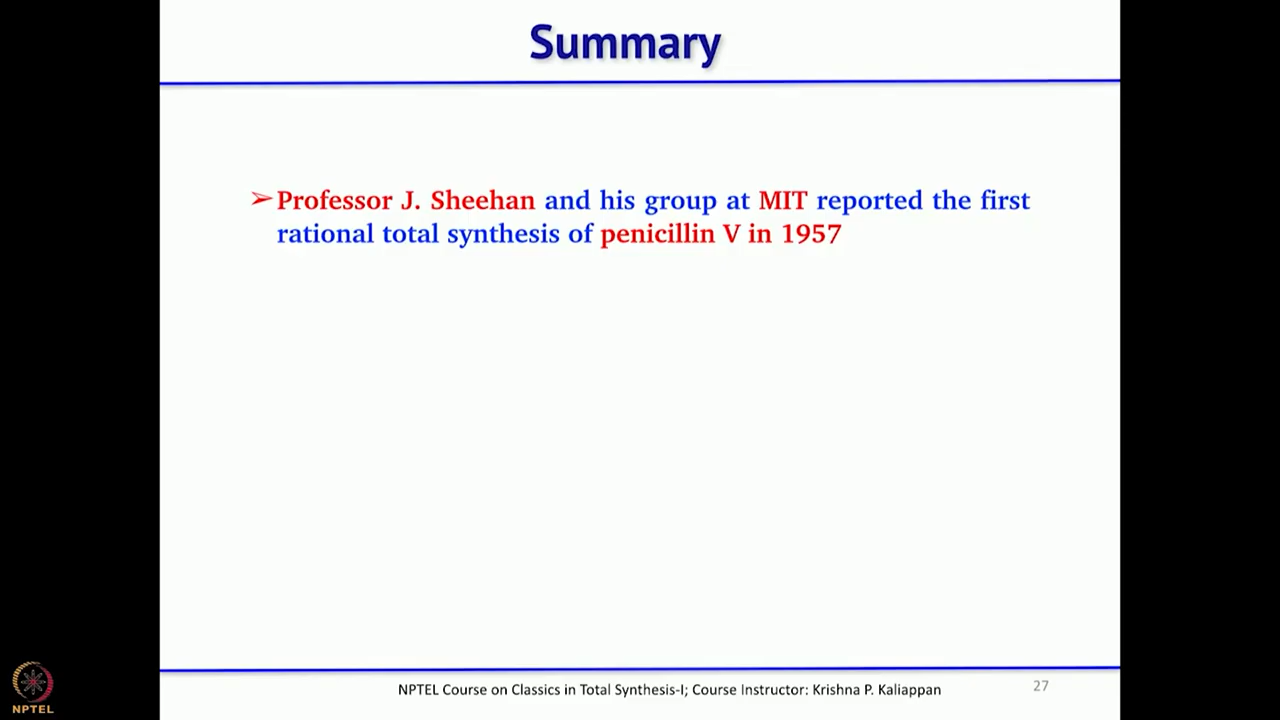 Summary
➢Professor J. Sheehan and his group at MIT reported the first
rational total synthesis of penicillin V in 1957
NPTEL
NPTEL Course on Classics in Total Synthesis-I; Course Instructor: Krishna P. Kaliappan
27